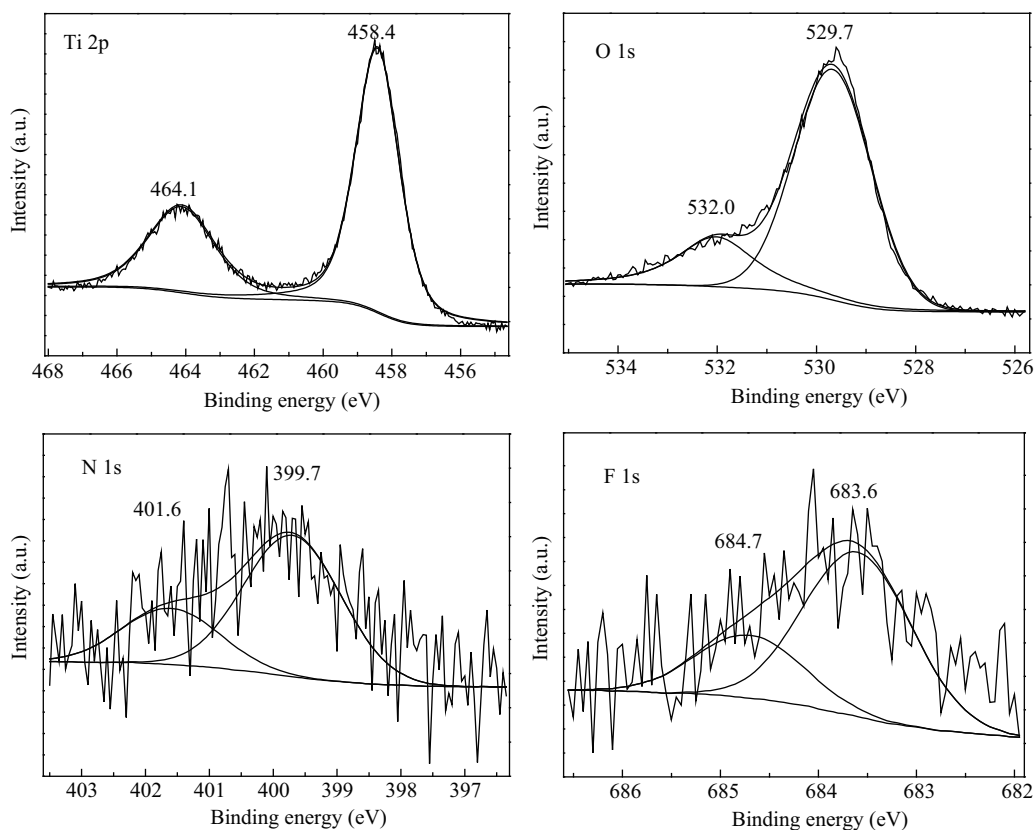 Ti 2p
458.4
464.1
Intensity (a.u.)
468 466 464 462 460 458 456
Binding energy (eV)
O 1s
529.7
532.0
Intensity (a.u.)
534 532 530 528 526
Binding energy (eV)
N 1s
401.6
399.7
Intensity (a.u.)
403 402 401 400 399 398 397
Binding energy (eV)
F 1s
683.6
684.7
Intensity (a.u.)
686 685 684 683 682
Binding energy (eV)